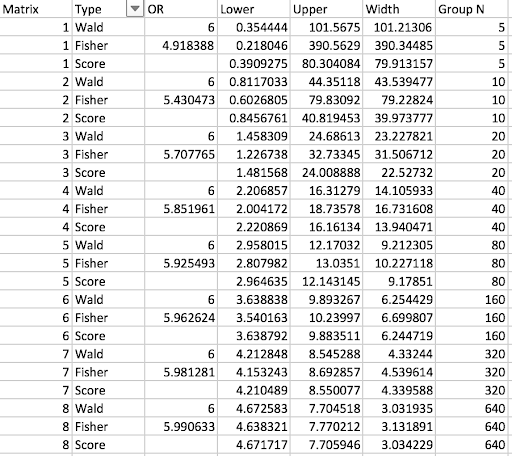 Matrix Type OR Lower Upper Width Group N
1 Wald 6 0.354444 101.5675 101.21306 5
1 Fisher 4.918388 0.218046 390.5629 390.34485 5
1 Score 0.3909275 80.304084 79.913157 5
2 Wald 6 0.8117033 44.35118 43.539477 10
2 Fisher 5.430473 0.6026805 79.83092 79.22824 10
2 Score 0.8456761 40.819453 39.973777 10
3 Wald 6 1.458309 24.68613 23.227821 20
3 Fisher 5.707765 1.226738 32.73345 31.506712 20
3 Score 1.481568 24.008888 22.52732 20
4 Wald 6 2.206857 16.31279 14.105933 40
4 Fisher 5.851961 2.004172 18.73578 16.731608 40
4 Score 2.220869 16.16134 13.940471 40
5 Wald 6 2.958015 12.17032 9.212305 80
5 Fisher 5.925493 2.807982 13.0351 10.227118 80
5 Score 2.964635 12.143145 9.17851 80
6 Wald 6 3.638838 9.893267 6.254429 160
6 Fisher 5.962624 3.540163 10.23997 6.699807 160
6 Score 3.638792 9.883511 6.244719 160
7 Wald 6 4.212848 8.545288 4.33244 320
7 Fisher 5.981281 4.153243 8.692857 4.539614 320
7 Score 4.210489 8.550077 4.339588 320
8 Wald 6 4.672583 7.704518 3.031935 640
8 Fisher 5.990633 4.638321 7.770212 3.131891 640
8 Score 4.671717 7.705946 3.034229 640